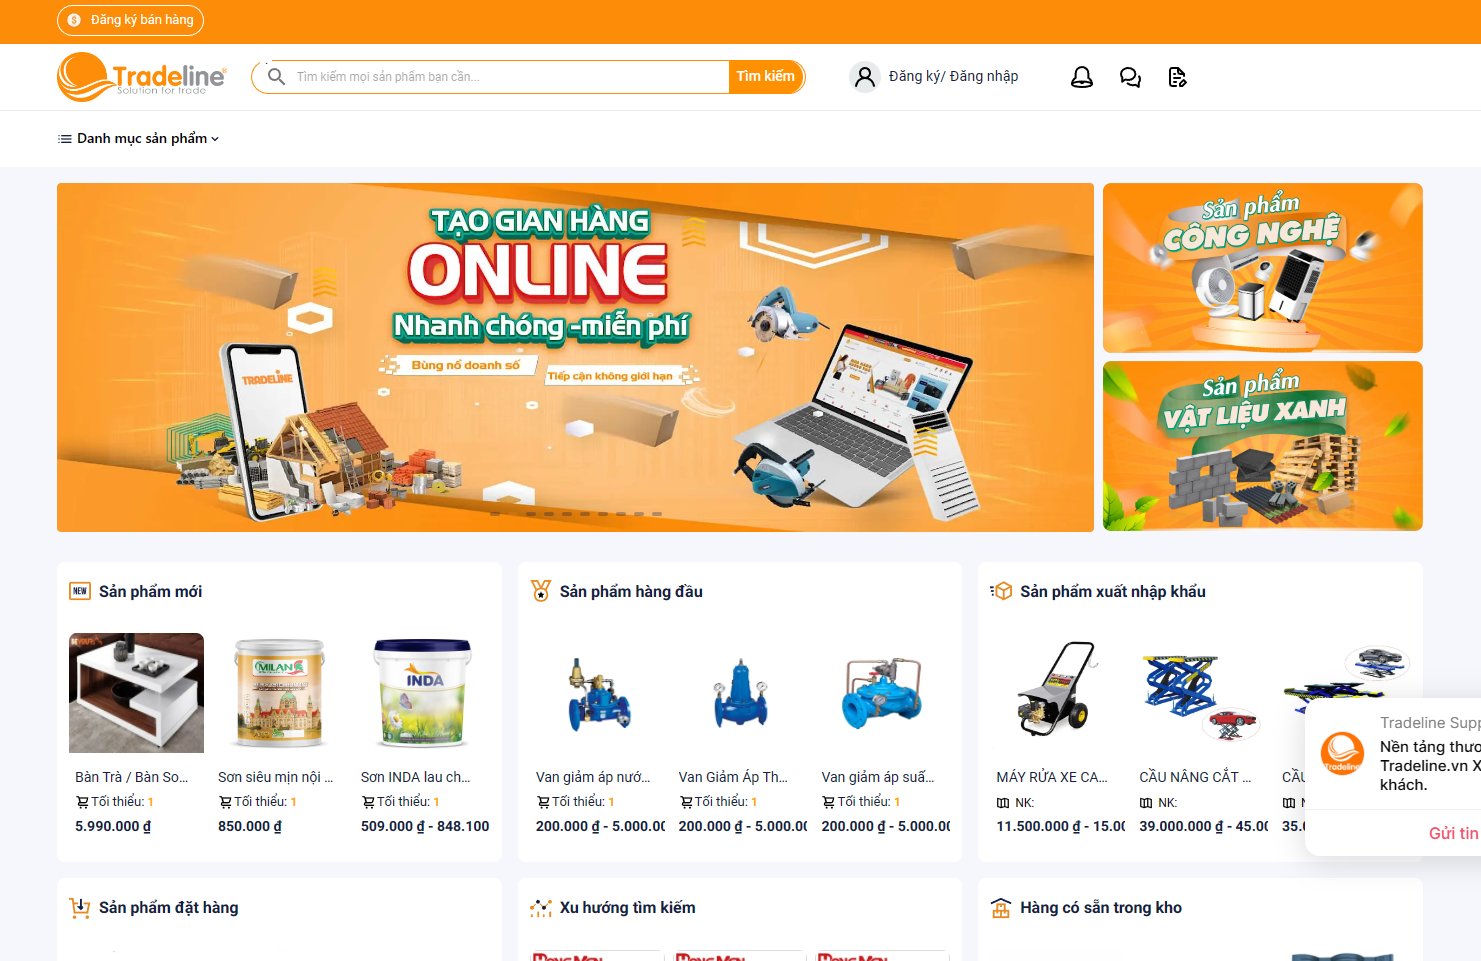 Đăng ký bán hàng
Tradeline
Solution for trade
Tìm kiếm mọi sản phẩm bạn cần...
Tìm kiếm
Đăng ký/ Đăng nhập
Danh mục sản phẩm
TẠO GIAN HÀNG
ONLINE
Nhanh chóng -miễn phí
Bùng nổ doanh số
Tiếp cận không giới hạn
TRADELINE
Sản phẩm
CÔNG NGHỆ
Sản phẩm
VẬT LIỆU XANH
NEW Sản phẩm mới
MILAN
INDA
Bàn Trà / Bàn So...
Sơn siêu mịn nội ...
Sơn INDA lau ch...
Tối thiểu: 1
Tối thiểu: 1
Tối thiểu: 1
5.990.000 ₫
850.000 ₫
509.000 ₫ - 848.100
Sản phẩm hàng đầu
Van giảm áp nướ...
Van Giảm Áp Th...
Van giảm áp suấ...
Tối thiểu: 1
Tối thiểu: 1
Tối thiểu: 1
200.000 ₫ - 5.000.00
200.000 ₫ - 5.000.00
200.000 ₫ - 5.000.00
Sản phẩm xuất nhập khẩu
MÁY RỬA XE CA...
CẦU NÂNG CẮT ...
CẦU
NK:
NK:
N
11.500.000 ₫ - 15.00
39.000.000 ₫ - 45.00
35.0
Tradeline Supp
Nền tảng thươ
Tradeline.vn X
khách.
Gửi tin
Sản phẩm đặt hàng
Xu hướng tìm kiếm
Hàng có sẵn trong kho